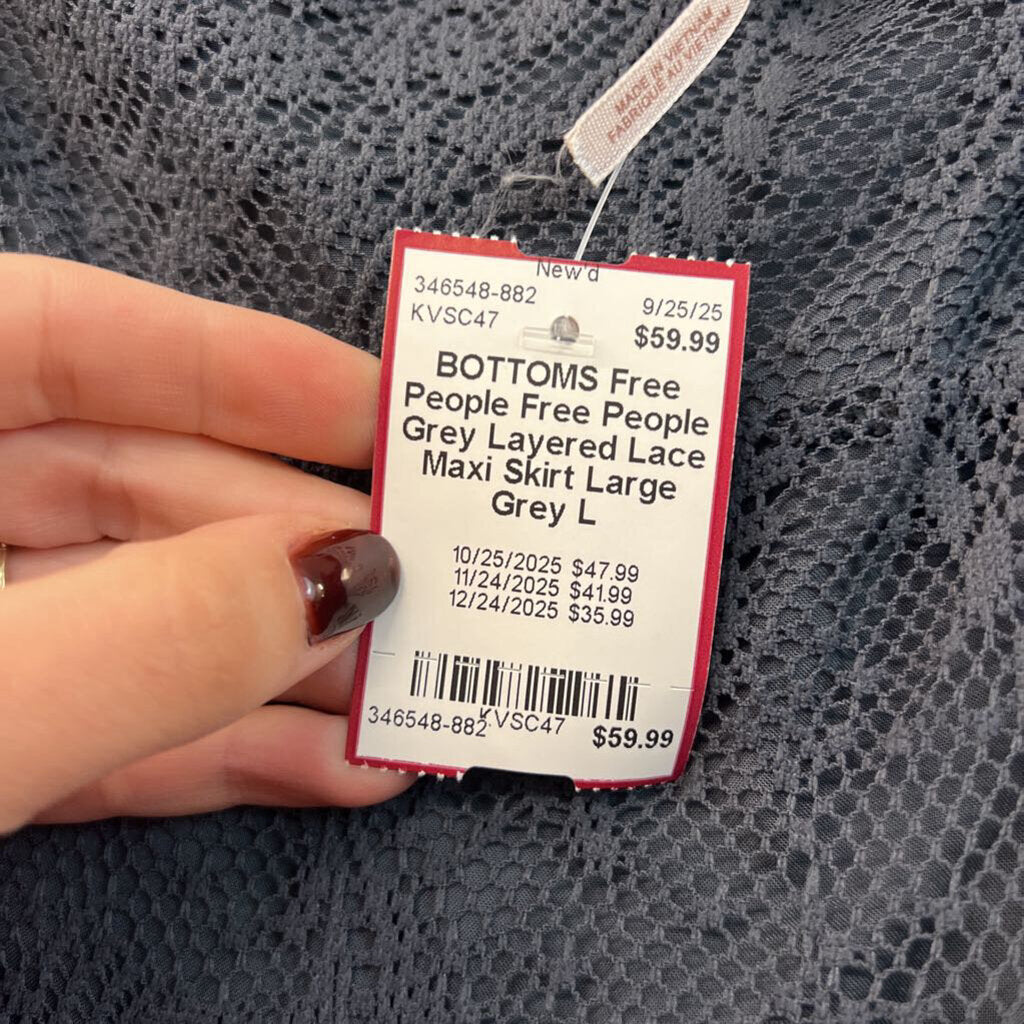 MADE IN VIETNAM
FABRIQUÉ AU VIETNAM
New'd
346548-882
9/25/25
KVSC47
$59.99
BOTTOMS Free
People Free People
Grey Layered Lace
Maxi Skirt Large
Grey L
10/25/2025 $47.99
11/24/2025 $41.99
12/24/2025 $35.99
346548-882
KVSC47
$59.99